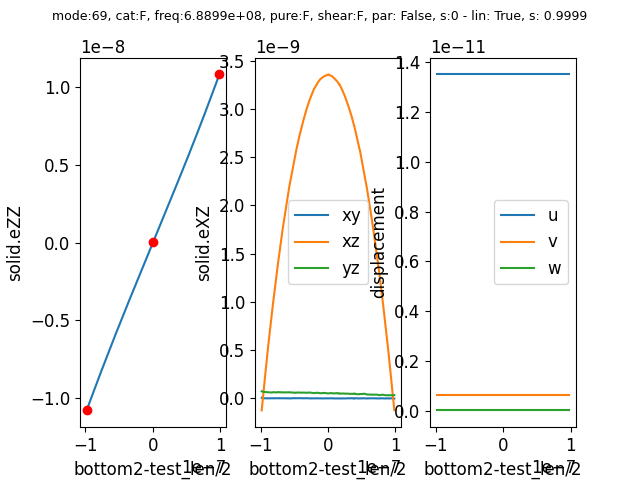 mode:69, cat:F, freq:6.8899e+08, pure:F, shear:F, par: False, s:0 - lin: True, s: 0.9999
1e−8
1e−9
1e−11
solid.eZZ
1.0
0.5
0.0
−0.5
−1.0
−1
0
1
1e−7
bottom2-test_len/2
solid.eXZ
3.5
3.0
2.5
2.0
1.5
1.0
0.5
0.0
xy
xz
yz
−1
0
1
1e−7
bottom2-test_len/2
displacement
1.4
1.2
1.0
0.8
0.6
0.4
0.2
0.0
u
v
w
−1
0
1
1e−7
bottom2-test_len/2